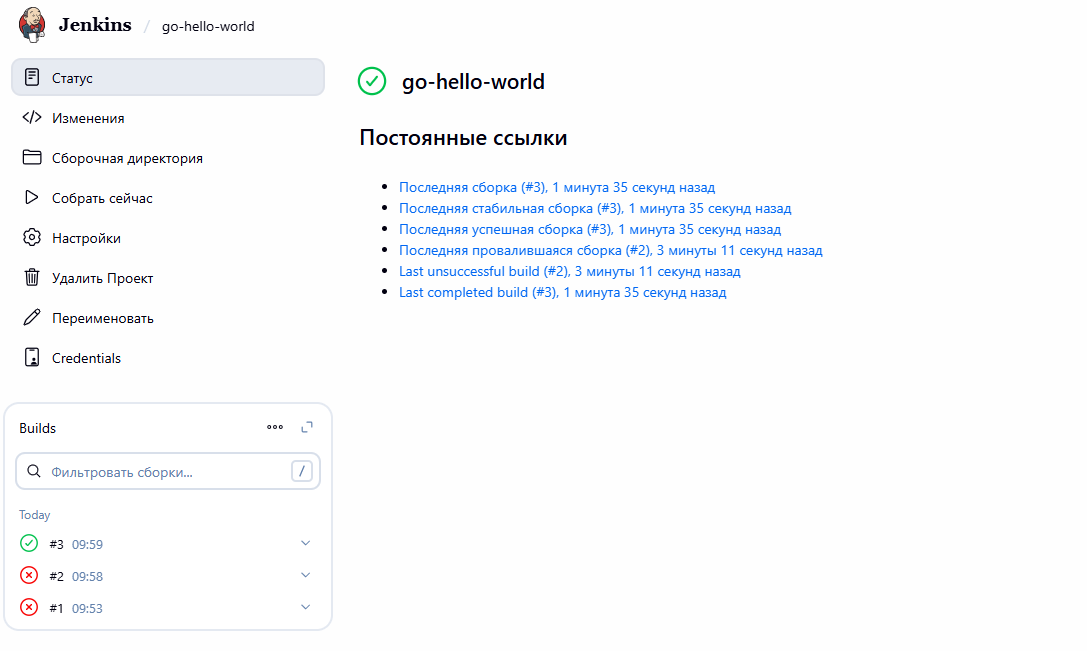 Jenkins / go-hello-world
Статус
Изменения
Сборочная директория
Собрать сейчас
Настройки
Удалить Проект
Переименовать
Credentials
Builds
Фильтровать сборки... /
Today
#3 09:59
#2 09:58
#1 09:53
go-hello-world
Постоянные ссылки
Последняя сборка (#3), 1 минута 35 секунд назад
Последняя стабильная сборка (#3), 1 минута 35 секунд назад
Последняя успешная сборка (#3), 1 минута 35 секунд назад
Последняя провалившаяся сборка (#2), 3 минуты 11 секунд назад
Last unsuccessful build (#2), 3 минуты 11 секунд назад
Last completed build (#3), 1 минута 35 секунд назад